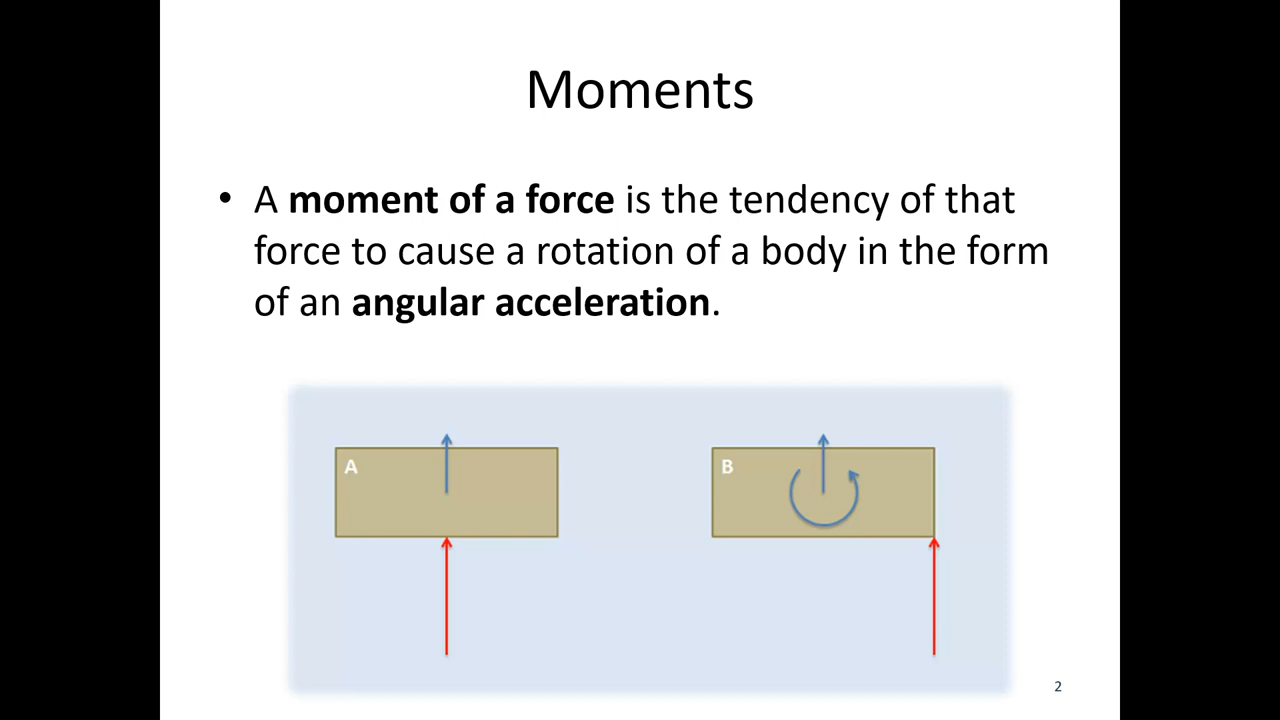 Moments
• A moment of a force is the tendency of that
force to cause a rotation of a body in the form
of an angular acceleration.
A
B
2